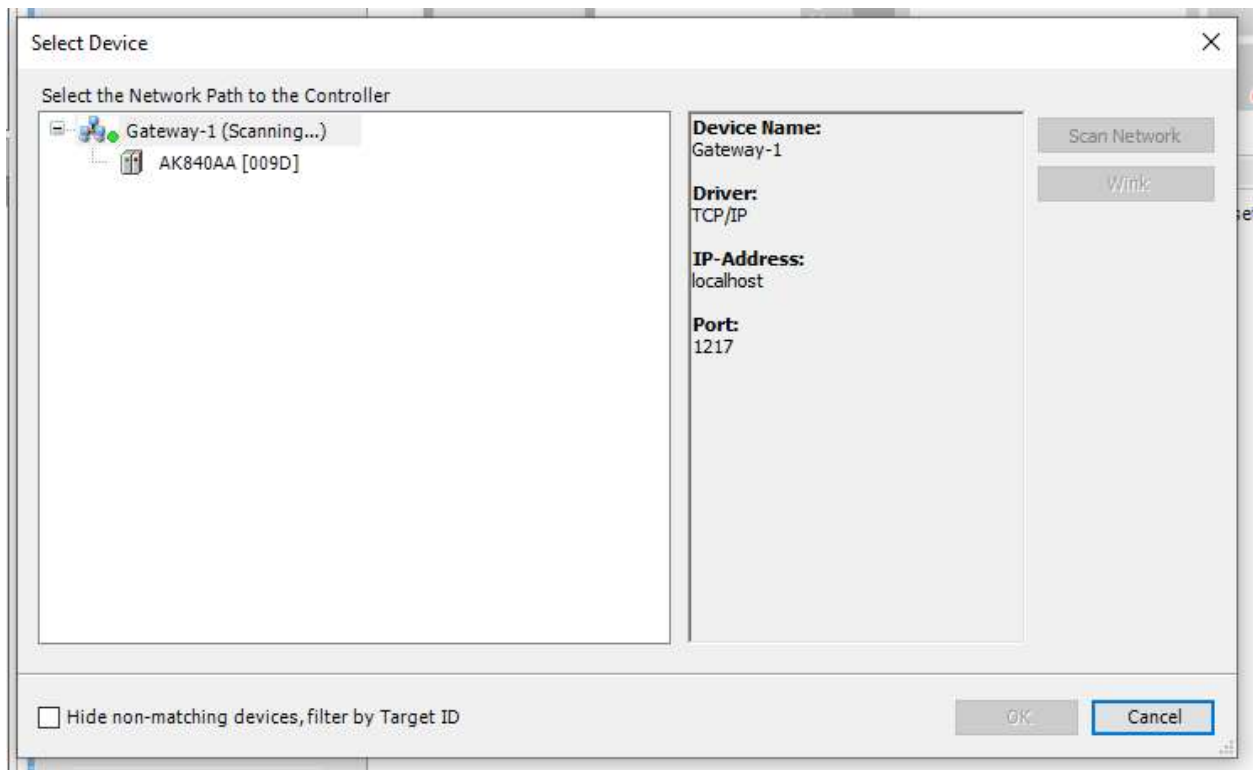 Select Device
Select the Network Path to the Controller
Gateway-1 (Scanning...)
AK840AA [009D]
Device Name:
Gateway-1
Driver:
TCP/IP
IP-Address:
localhost
Port:
1217
Scan Network
Wink
se
Hide non-matching devices, filter by Target ID
OK
Cancel